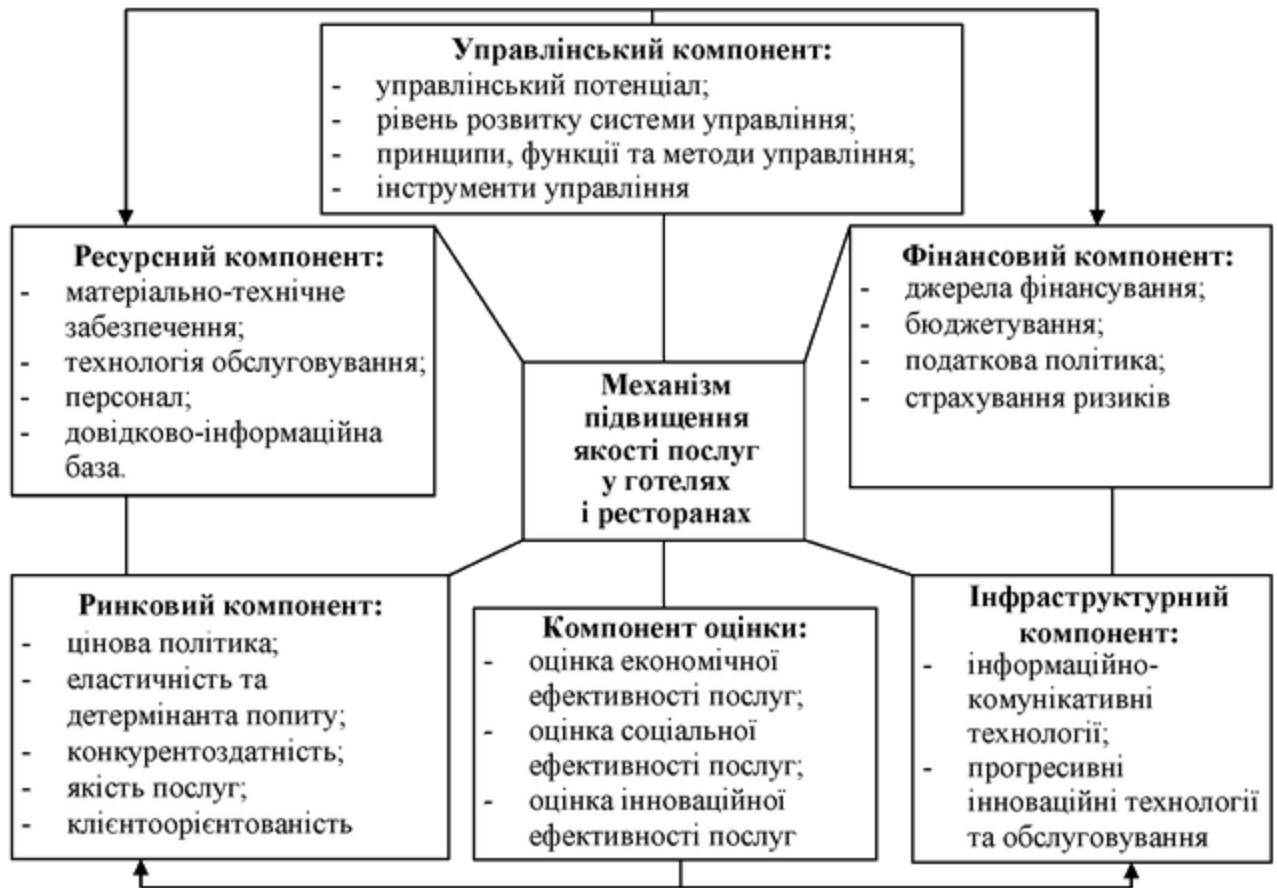 Управлінський компонент:
- управлінський потенціал;
- рівень розвитку системи управління;
- принципи, функції та методи управління;
- інструменти управління
Ресурсний компонент:
- матеріально-технічне
забезпечення;
- технологія обслуговування;
- персонал;
- довідково-інформаційна
база.
Фінансовий компонент:
- джерела фінансування;
- бюджетування;
- податкова політика;
- страхування ризиків
Механізм
підвищення
якості послуг
у готелях
і ресторанах
Ринковий компонент:
- цінова політика;
- еластичність та
детермінанта попиту;
- конкурентоздатність;
- якість послуг;
- клієнтоорієнтованість
Компонент оцінки:
- оцінка економічної
ефективності послуг;
- оцінка соціальної
ефективності послуг;
- оцінка інноваційної
ефективності послуг
Інфраструктурний
компонент:
- інформаційно-
комунікативні
технології;
- прогресивні
інноваційні технології
та обслуговування